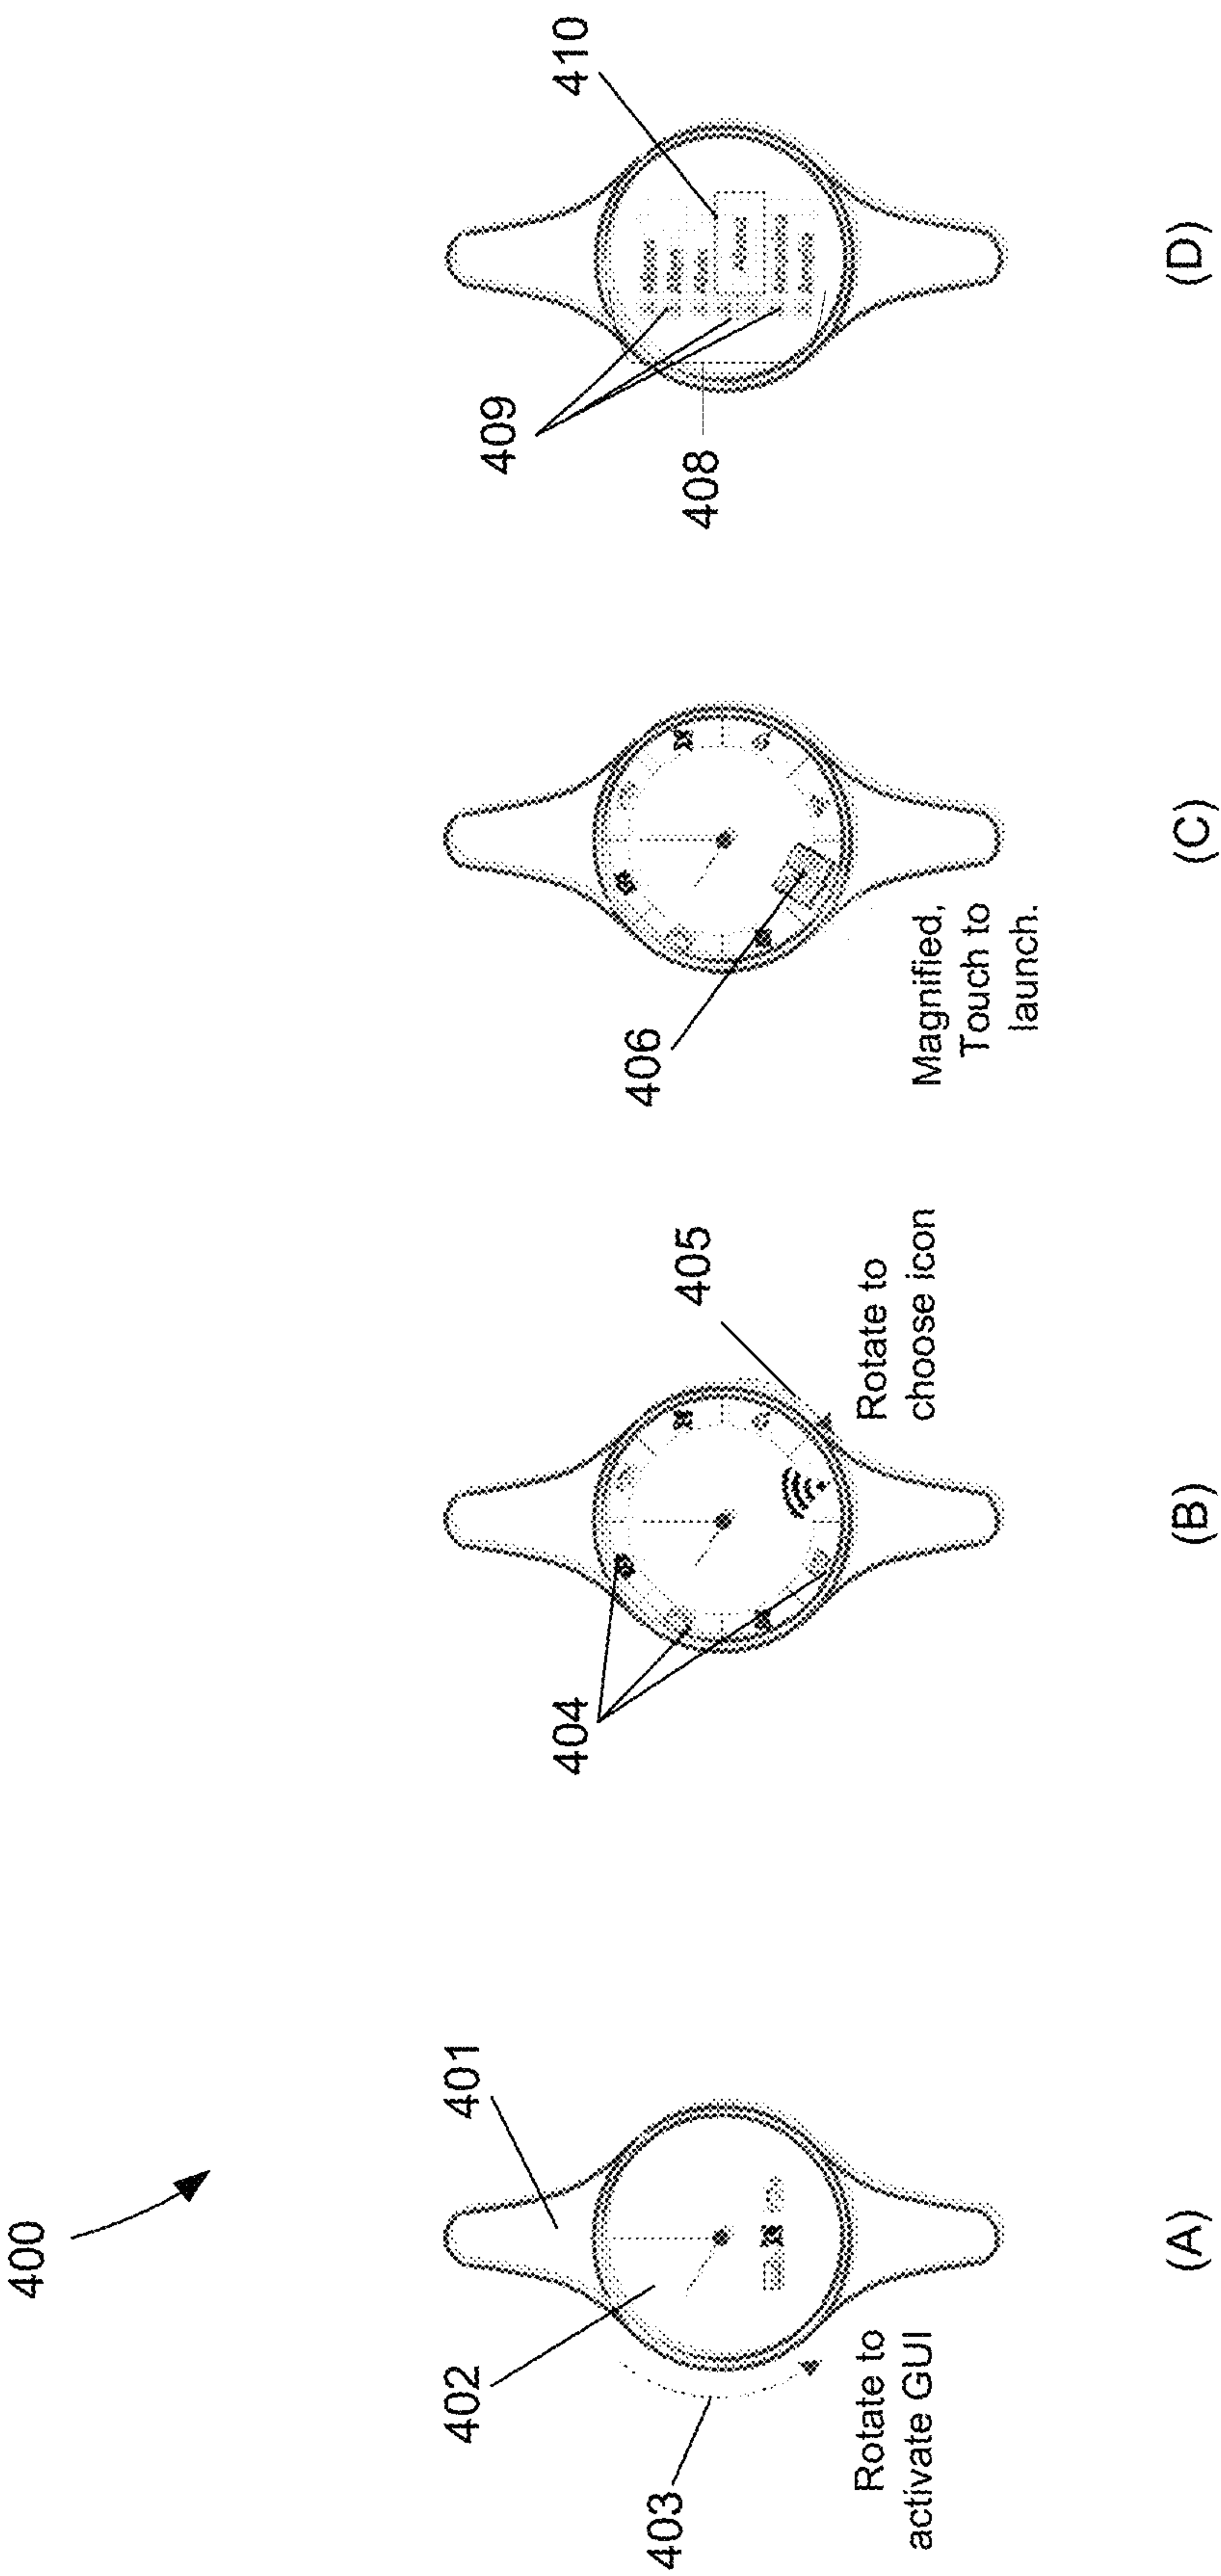 400
401
402
403
Rotate to
activate GUI
(A)
404
405
Rotate to
choose icon
(B)
406
Magnified,
Touch to
launch.
(C)
409
408
410
(D)